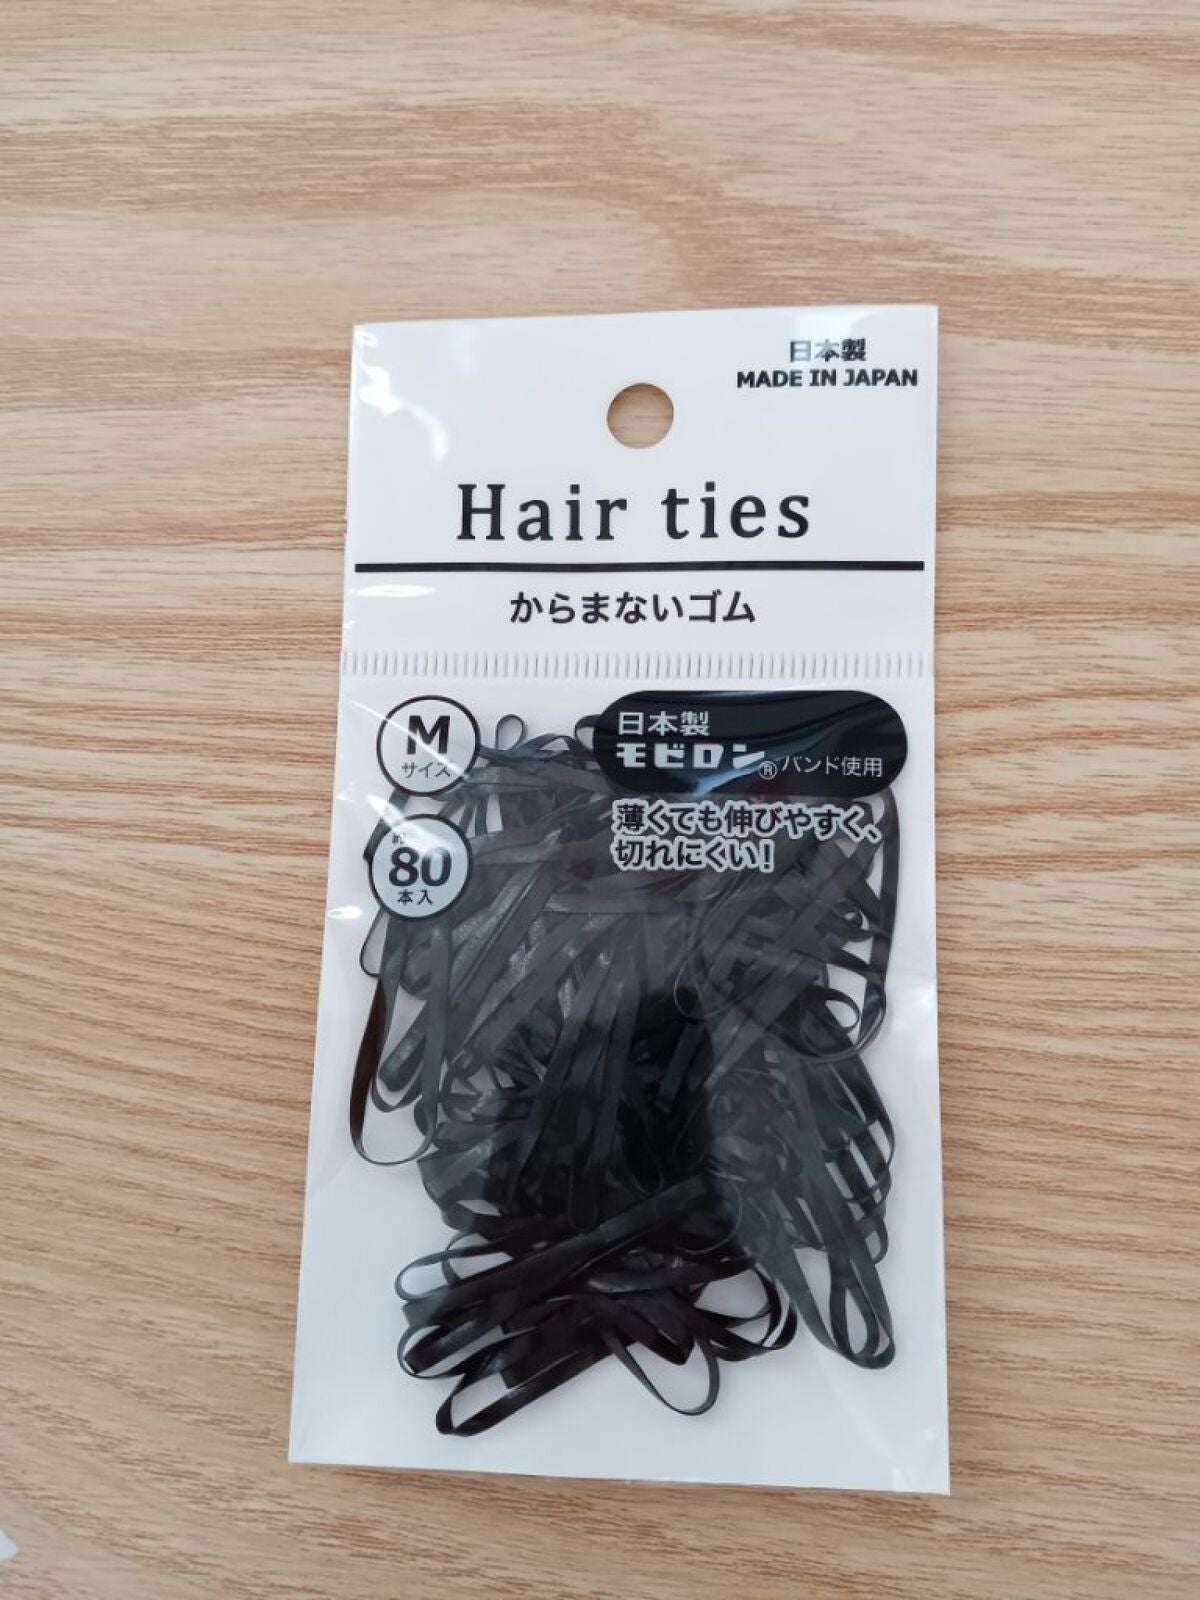 日本製
MADE IN JAPAN
Hair ties
からまないゴム
M
サイズ
日本製
モビロン®バンド使用
薄くても伸びやすく、
切れにくい!
約
80
本入